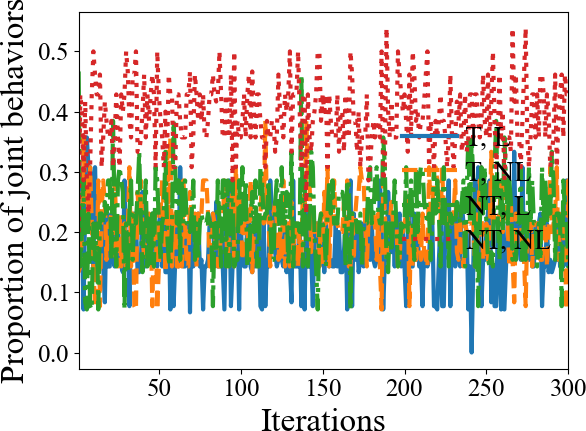 Proportion of joint behaviors
0.5
0.4
0.3
0.2
0.1
0.0
T, L
T, NL
NT, L
NT, NL
50
100
150
200
250
300
Iterations